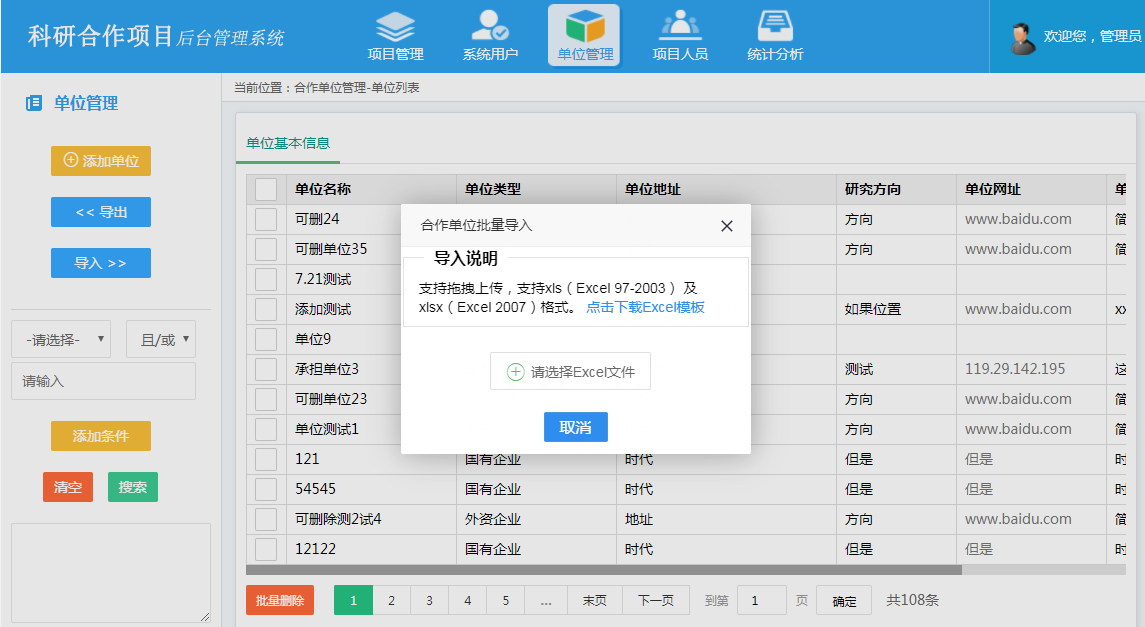 科研合作项目后台管理系统
项目管理
系统用户
单位管理
项目人员
统计分析
欢迎您，管理员
单位管理
添加单位
<< 导出
导入 >>
-请选择- ▼
且/或 ▼
请输入
添加条件
清空
搜索
当前位置：合作单位管理-单位列表
单位基本信息
单位名称 单位类型 单位地址 研究方向 单位网址 单
可删24 方向 www.baidu.com 简
可删单位35 方向 www.baidu.com 简
7.21测试
添加测试 如果位置 www.baidu.com xx
单位9
承担单位3 测试 119.29.142.195 这
可删单位23 方向 www.baidu.com 简
单位测试1 方向 www.baidu.com 简
121 国有企业 时代 但是 但是 时
54545 国有企业 时代 但是 但是 时
可删除测2试4 外资企业 地址 方向 www.baidu.com 简
12122 国有企业 时代 但是 但是 时
合作单位批量导入
导入说明
支持拖拽上传，支持xls（Excel 97-2003）及
xlsx（Excel 2007）格式。 点击下载Excel模板
请选择Excel文件
取消
批量删除 1 2 3 4 5 ... 末页 下一页 到第 1 页 确定 共108条